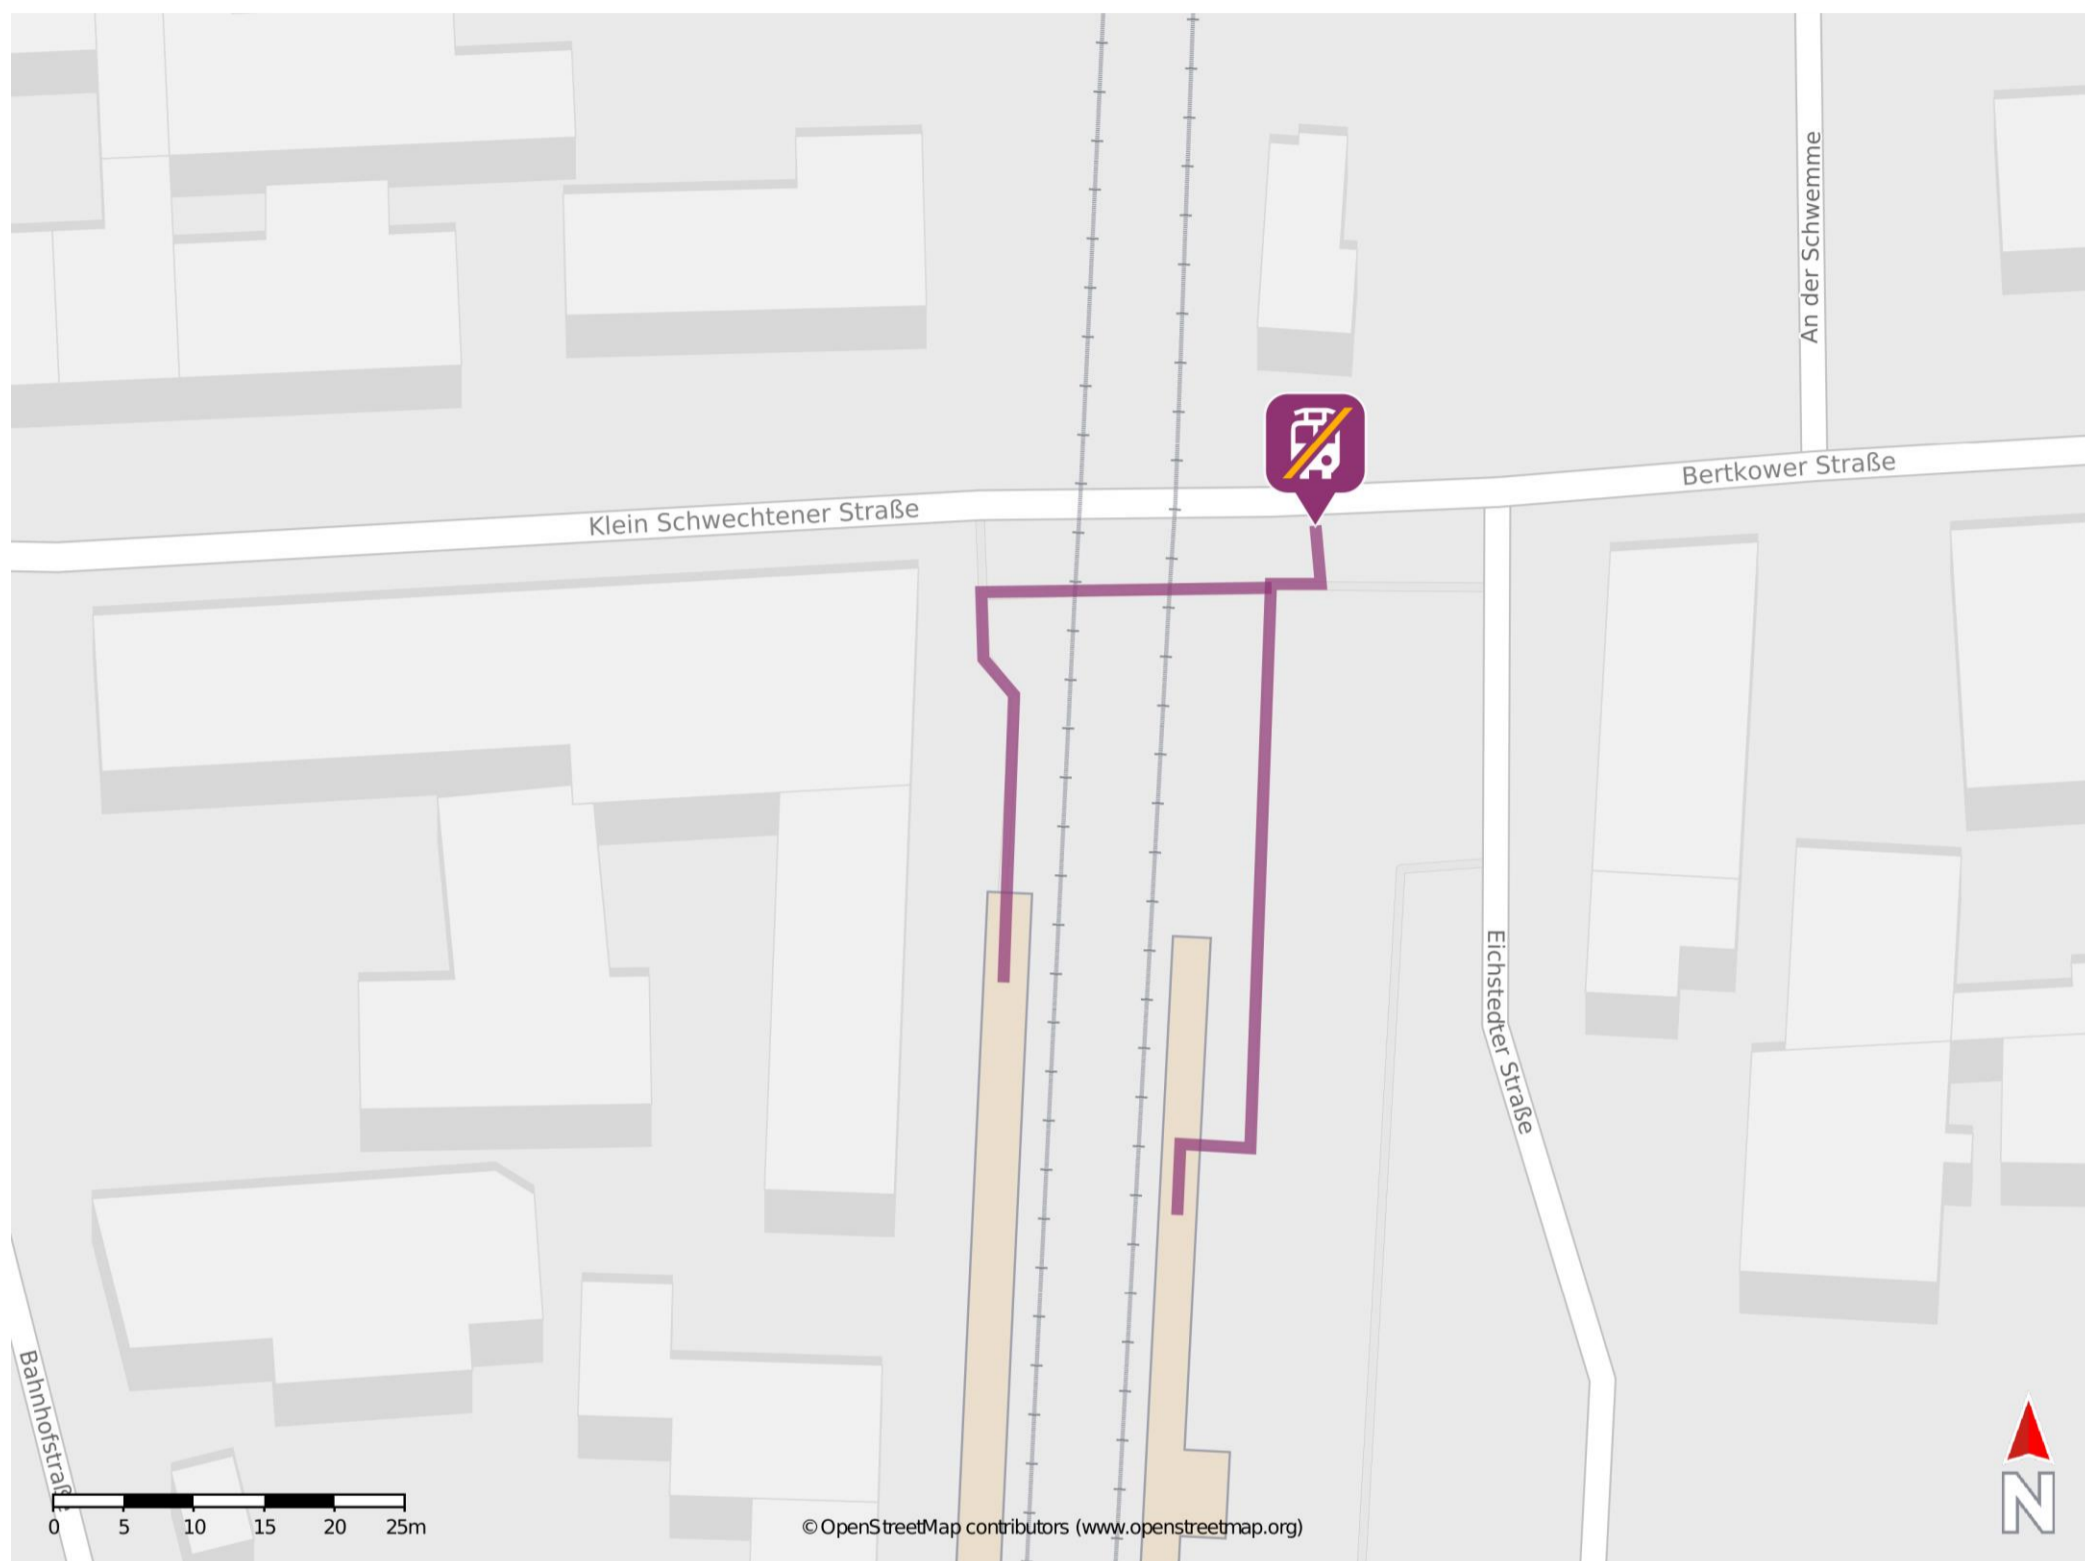 An der Schwemme
Bertkower Straße
Klein Schwechtener Straße
Eichstedter Straße
Bahnhofstraße
0 5 10 15 20 25m
© OpenStreetMap contributors (www.openstreetmap.org)
N